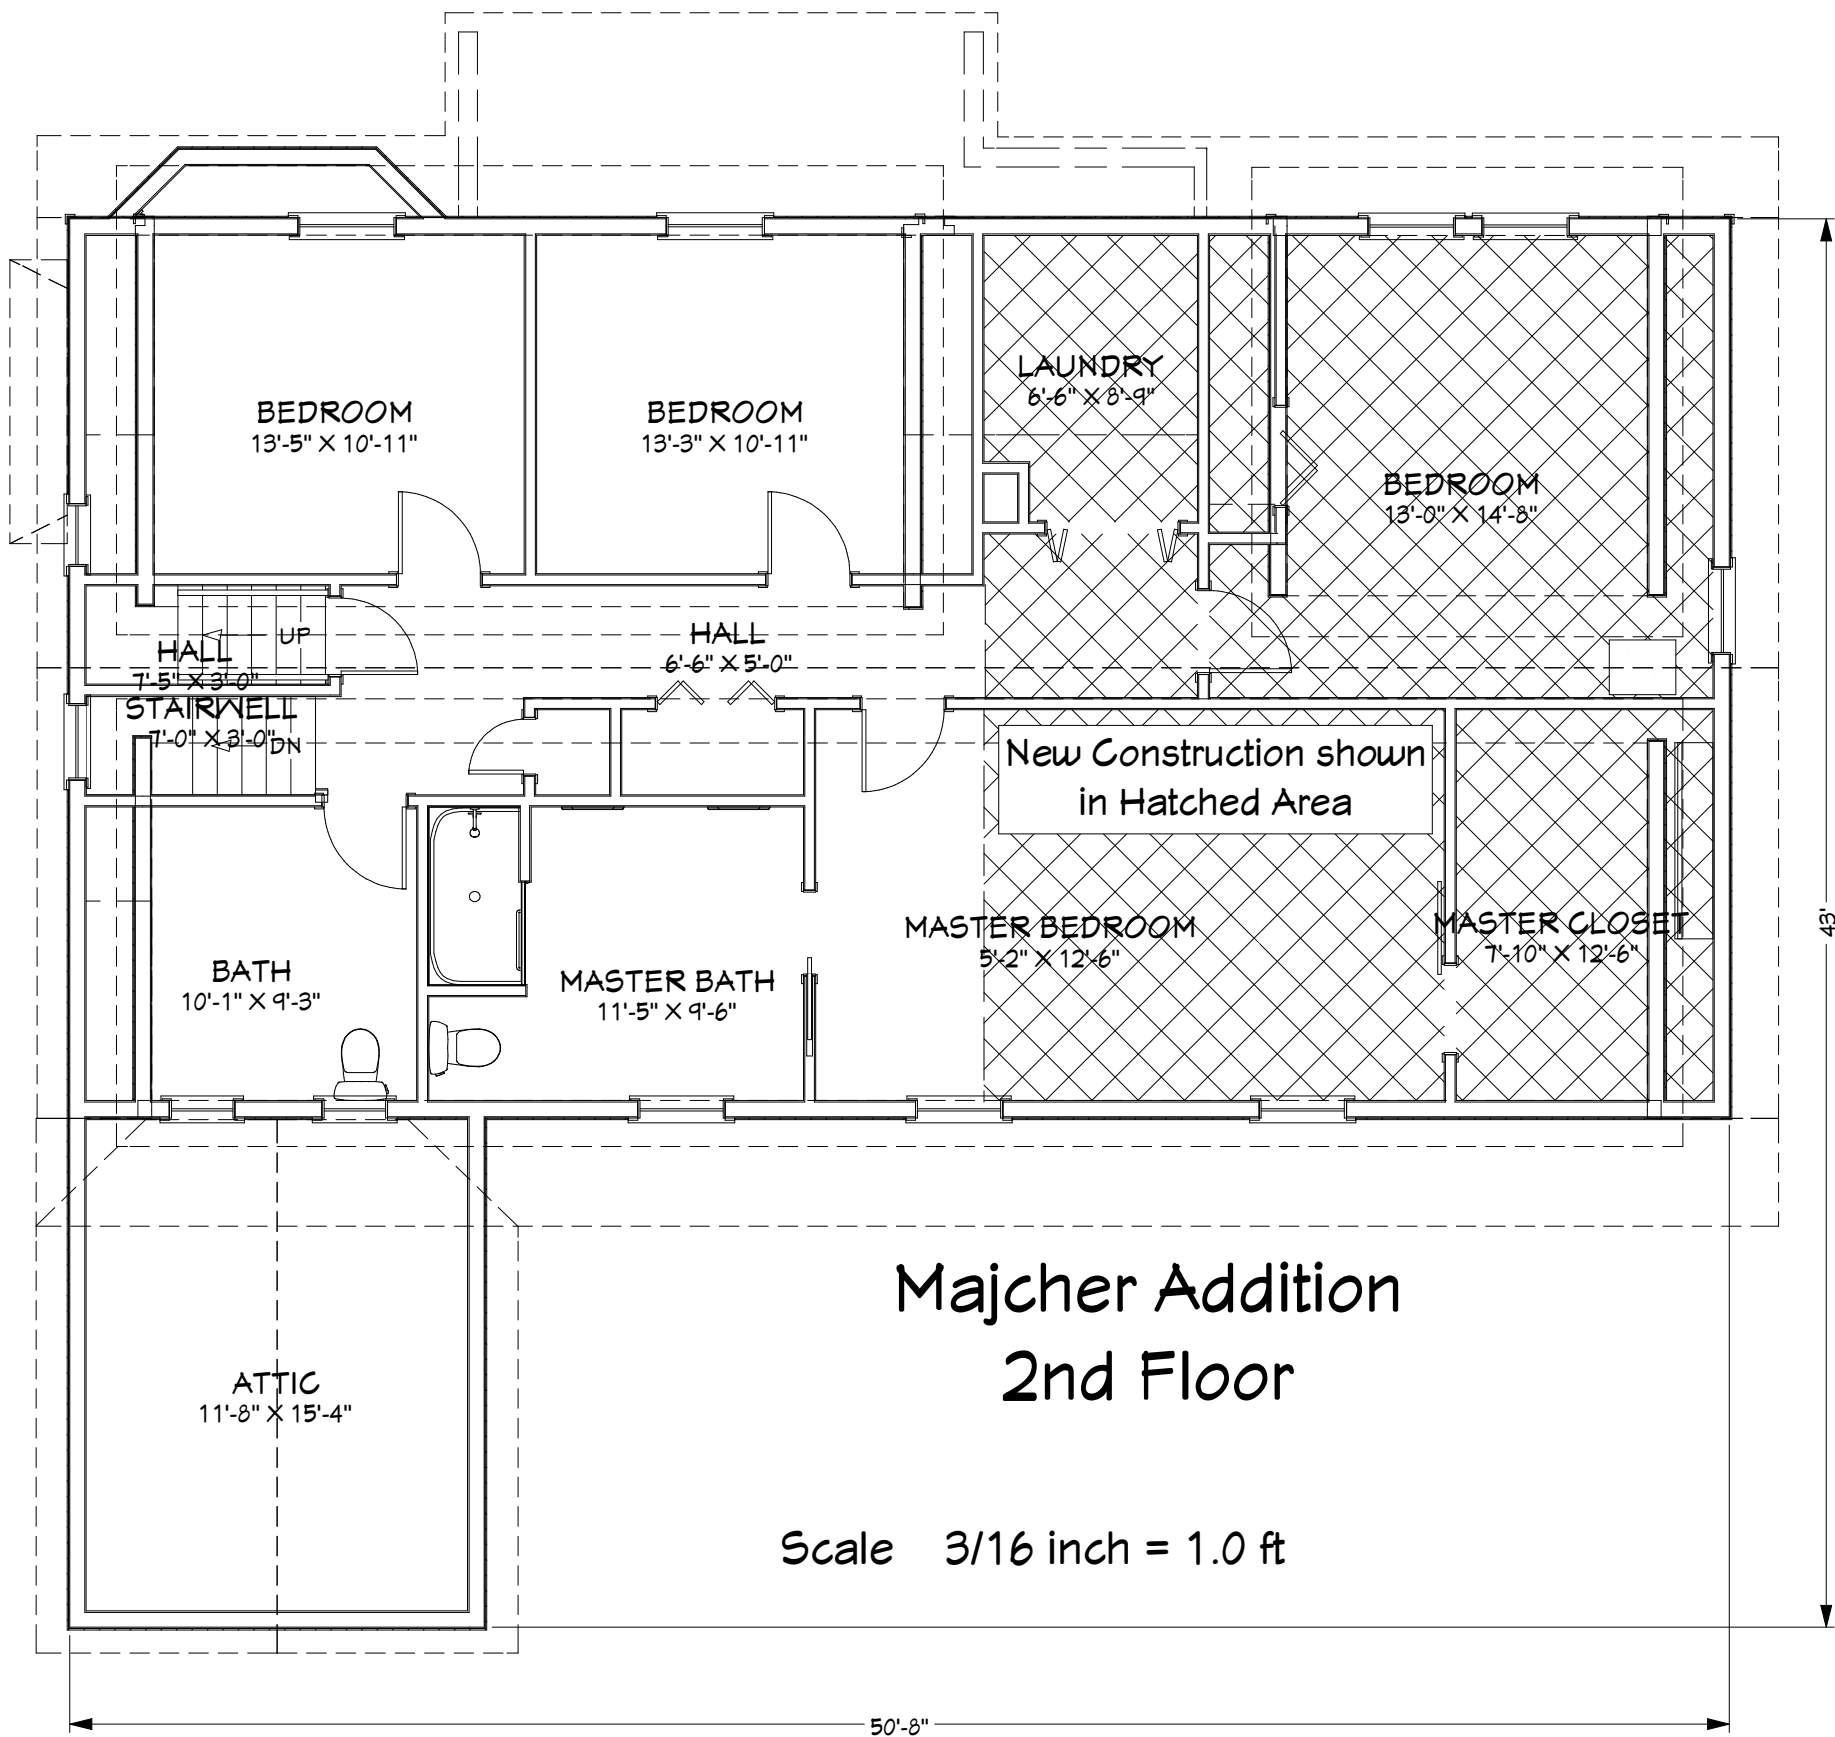 LAUNDRY
6'-6" X 8'-9"
BEDROOM
13'-5" X 10'-11"
BEDROOM
13'-3" X 10'-11"
BEDROOM
13'-0" X 14'-8"
UP
HALL
7'-5" X 3'-0"
HALL
6'-6" X 5'-0"
STAIRWELL
7'-0" X 3'-0"
DN
New Construction shown
in Hatched Area
MASTER BEDROOM
5'-2" X 12'-6"
MASTER CLOSET
7'-10" X 12'-6"
43'
BATH
10'-1" X 9'-3"
MASTER BATH
11'-5" X 9'-6"
Majcher Addition
2nd Floor
ATTIC
11'-8" X 15'-4"
Scale 3/16 inch = 1.0 ft
50'-8"